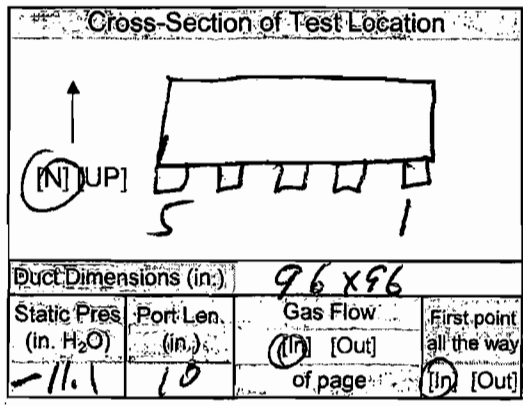 Cross-Section of Test Location
[N] [UP]
5 1
Duct Dimensions (in.) 96 x 96
Static Pres. Port Len. Gas Flow First point
(in. H₂O) (in.) [In] [Out] all the way
-11.1 10 of page [In] [Out]